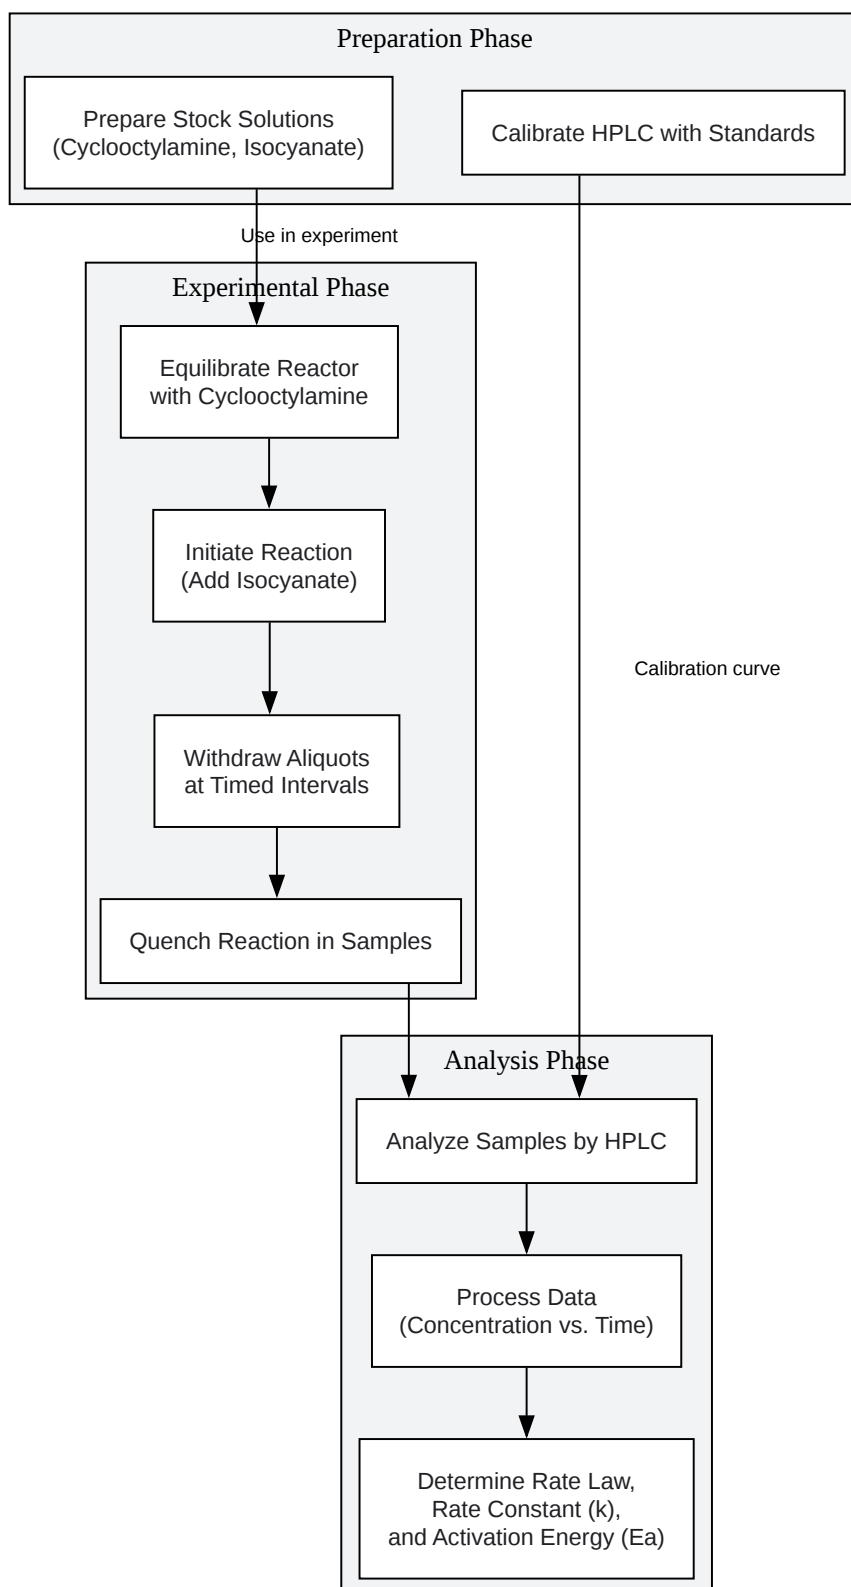 Preparation Phase
Prepare Stock Solutions
(Cyclooctylamine, Isocyanate)
Calibrate HPLC with Standards
Use in experiment
Experimental Phase
Equilibrate Reactor
with Cyclooctylamine
Initiate Reaction
(Add Isocyanate)
Calibration curve
Withdraw Aliquots
at Timed Intervals
Quench Reaction in Samples
Analysis Phase
Analyze Samples by HPLC
Process Data
(Concentration vs. Time)
Determine Rate Law,
Rate Constant (k),
and Activation Energy (Ea)